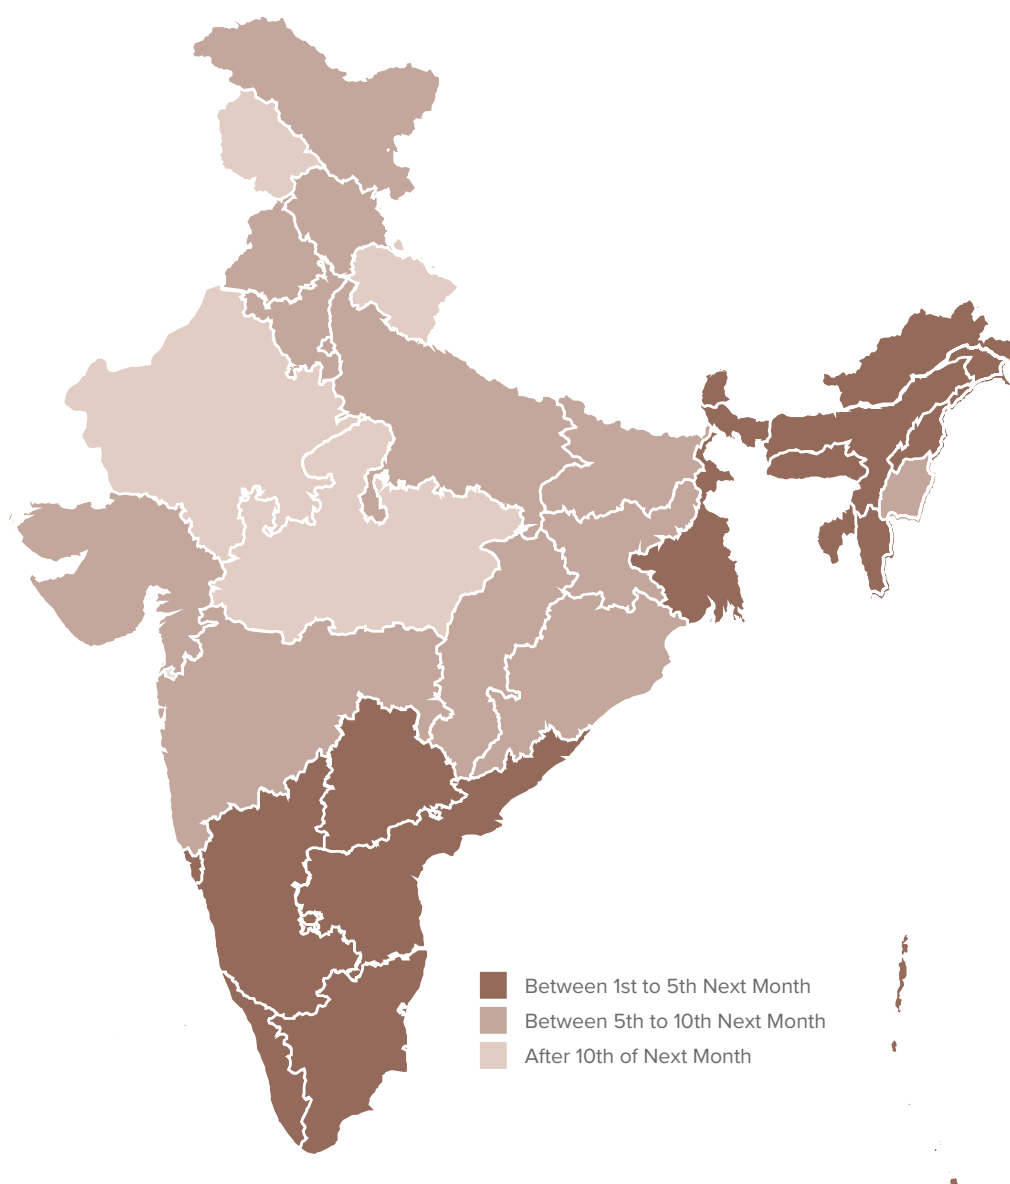 Between 1st to 5th Next Month
Between 5th to 10th Next Month
After 10th of Next Month